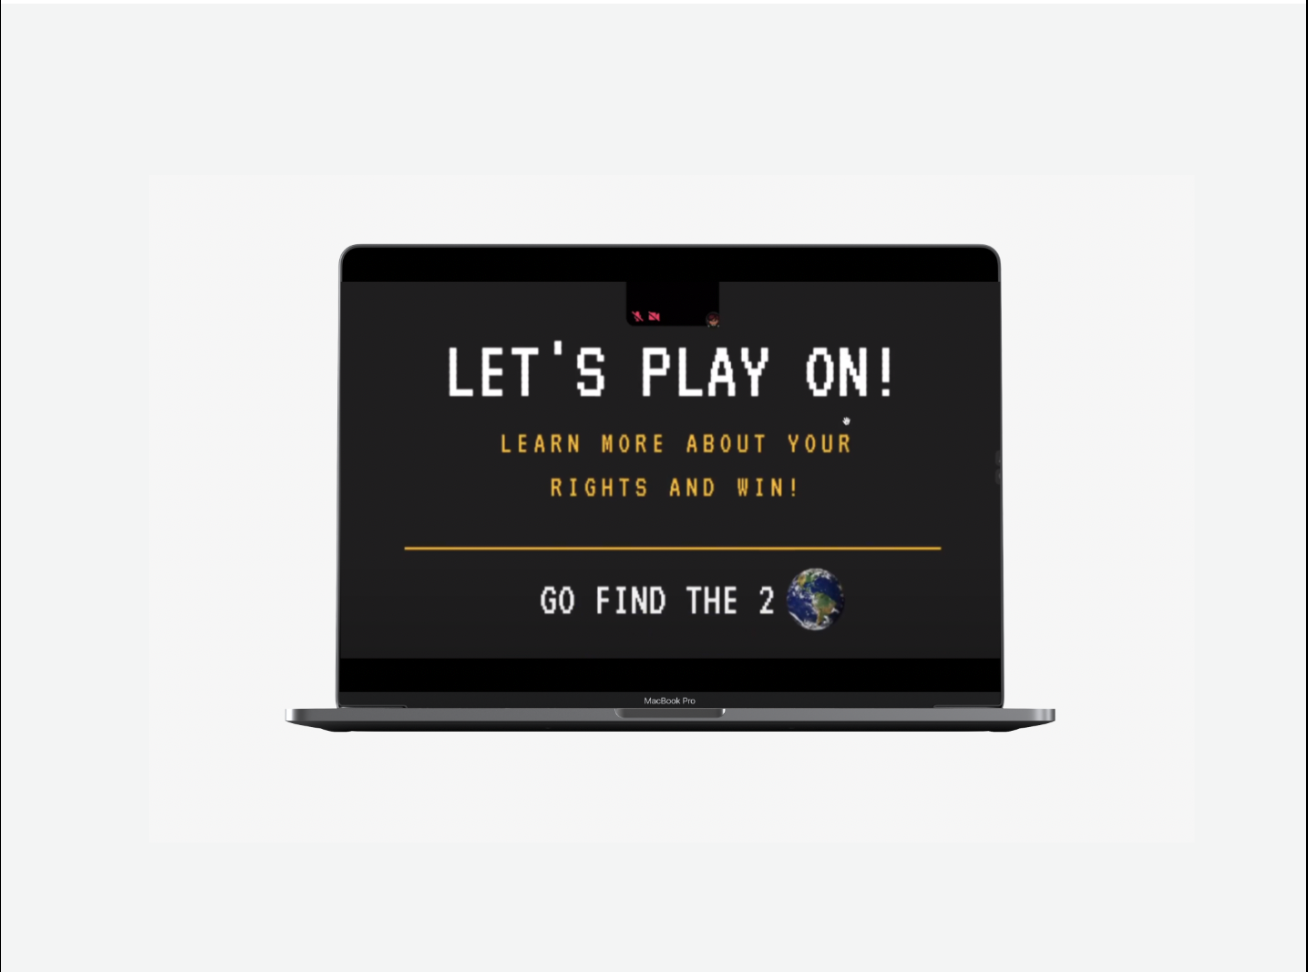 LET'S PLAY ON!
LEARN MORE ABOUT YOUR
RIGHTS AND WIN!
GO FIND THE 2
MacBook Pro